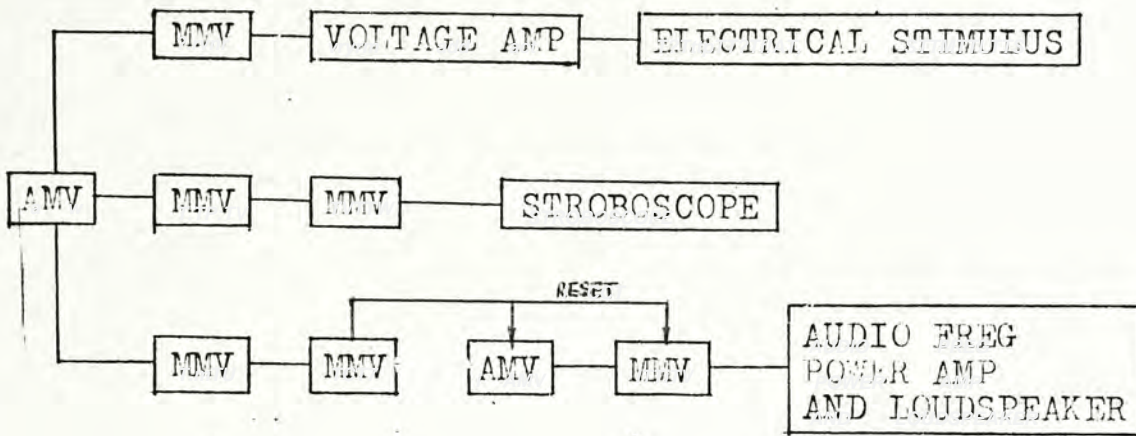 MMV VOLTAGE AMP ELECTRICAL STIMULUS
AMV MMV MMV STROBOSCOPE
RESET
MMV MMV AMV MMV AUDIO FREG
POWER AMP
AND LOUDSPEAKER